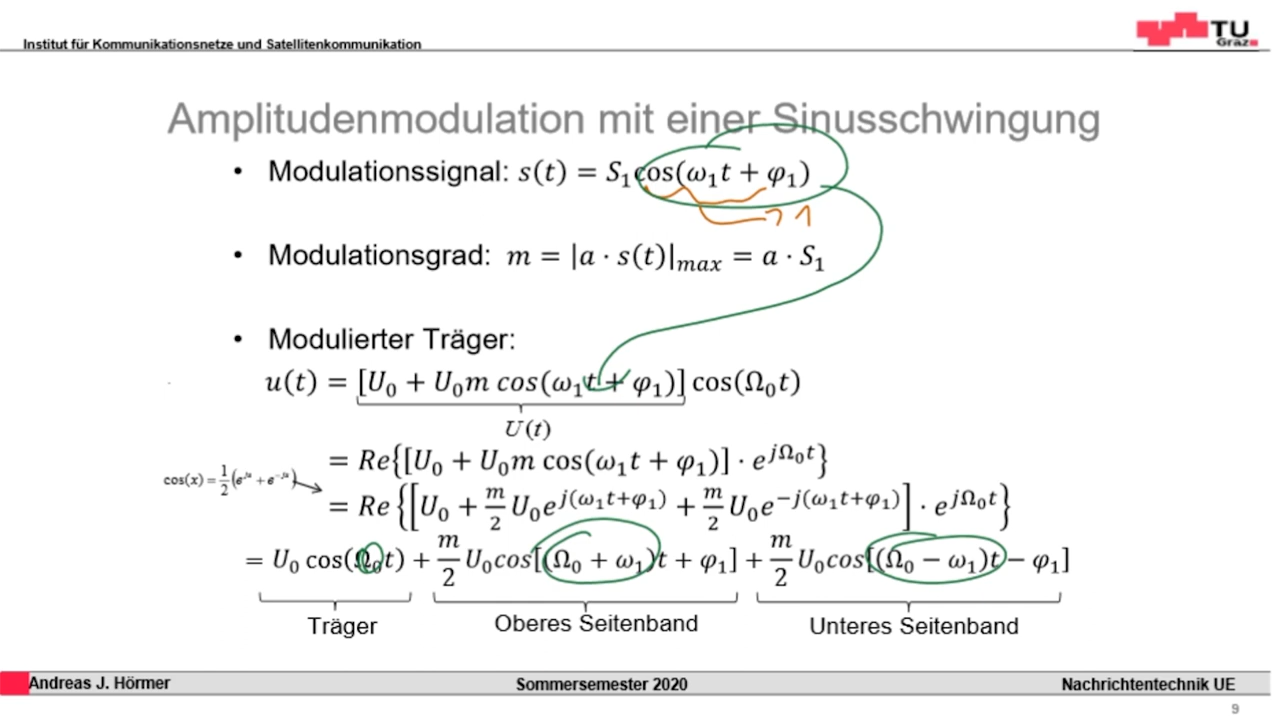 Institut für Kommunikationsnetze und Satellitenkommunikation
TU
Graz
Amplitudenmodulation mit einer Sinusschwingung
• Modulationssignal: s(t) = S₁cos(ω₁t + φ₁)
1
• Modulationsgrad: m = |a · s(t)|ₘₐₓ = a · S₁
• Modulierter Träger:
u(t) = [U₀ + U₀m cos(ω₁t + φ₁)] cos(Ω₀t)
U(t)
= Re{[U₀ + U₀m cos(ω₁t + φ₁)] · e^{jΩ₀t}}
cos(x) = 1/2 (e^{jx} + e^{-jx})
= Re{[U₀ + m/2 U₀e^{j(ω₁t+φ₁)} + m/2 U₀e^{-j(ω₁t+φ₁)}] · e^{jΩ₀t}}
= U₀ cos(Ω₀t) + m/2 U₀cos[(Ω₀ + ω₁)t + φ₁] + m/2 U₀cos[(Ω₀ − ω₁)t − φ₁]
Träger Oberes Seitenband Unteres Seitenband
Andreas J. Hörmer Sommersemester 2020 Nachrichtentechnik UE
9